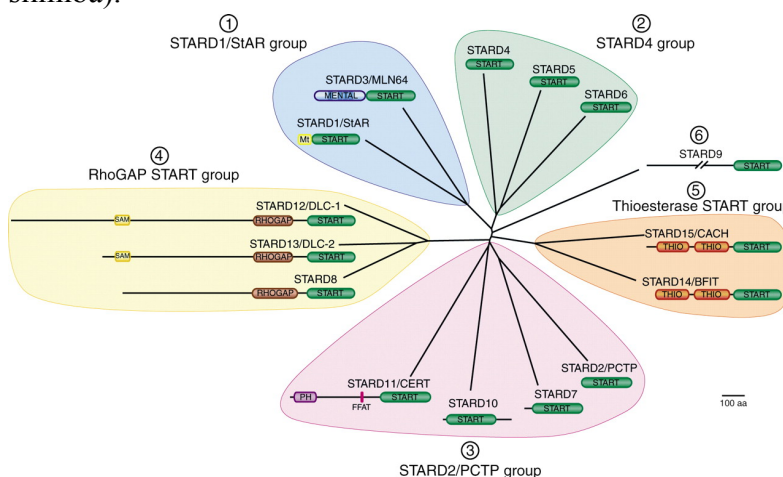 shimba).
①
STARD1/StAR group
②
STARD4 group
STARD3/MLN64
MENTAL
START
STARD1/StAR
Mt
START
STARD4
START
STARD5
START
STARD6
START
⑥
STARD9
START
④
RhoGAP START group
STARD12/DLC-1
SAM
RHOGAP
START
STARD13/DLC-2
SAM
RHOGAP
START
STARD8
RHOGAP
START
⑤
Thioesterase START grou
STARD15/CACH
THIO
THIO
START
STARD14/BFIT
THIO
THIO
START
STARD11/CERT
PH
FFAT
START
STARD10
START
STARD7
START
STARD2/PCTP
START
100 aa
③
STARD2/PCTP group